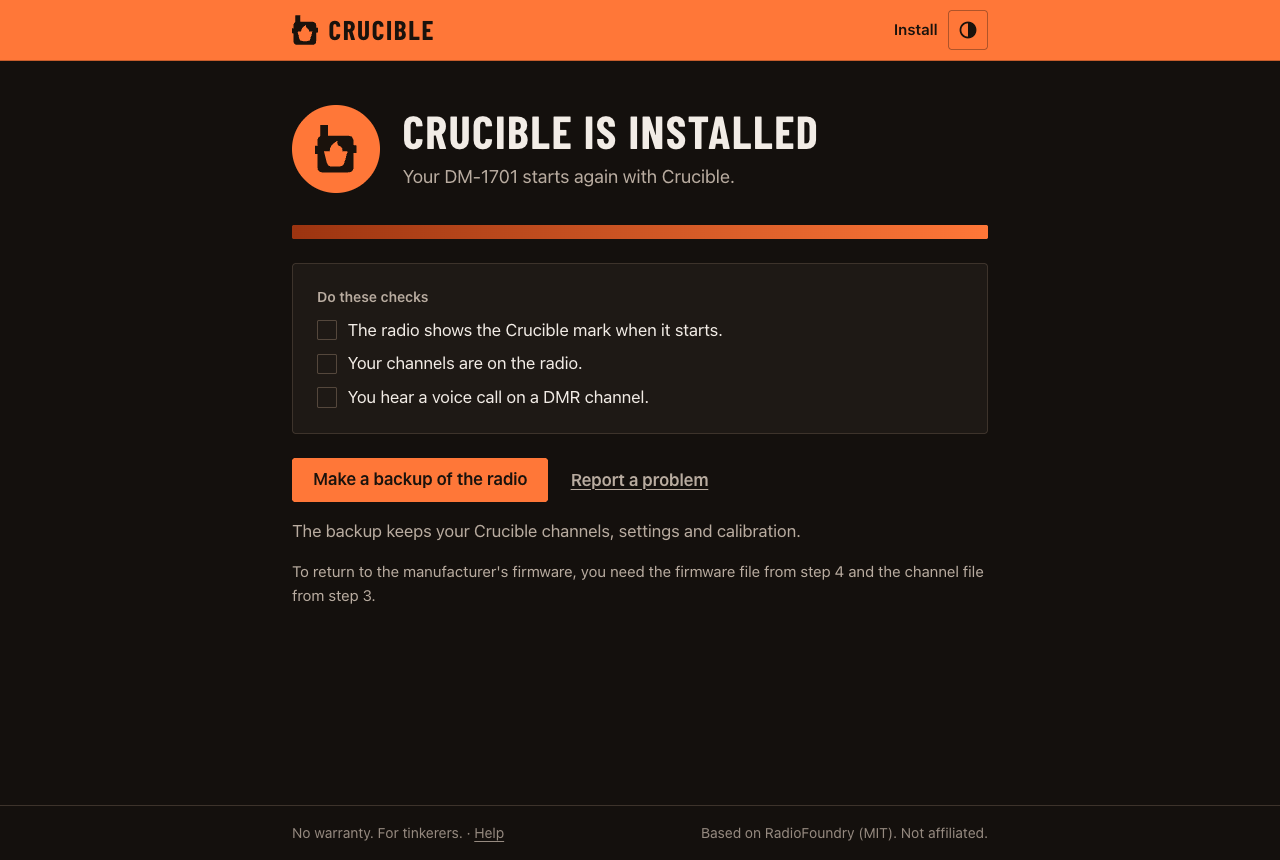 CRUCIBLE
Install
CRUCIBLE IS INSTALLED
Your DM-1701 starts again with Crucible.
Do these checks
The radio shows the Crucible mark when it starts.
Your channels are on the radio.
You hear a voice call on a DMR channel.
Make a backup of the radio
Report a problem
The backup keeps your Crucible channels, settings and calibration.
To return to the manufacturer's firmware, you need the firmware file from step 4 and the channel file
from step 3.
No warranty. For tinkerers. · Help
Based on RadioFoundry (MIT). Not affiliated.